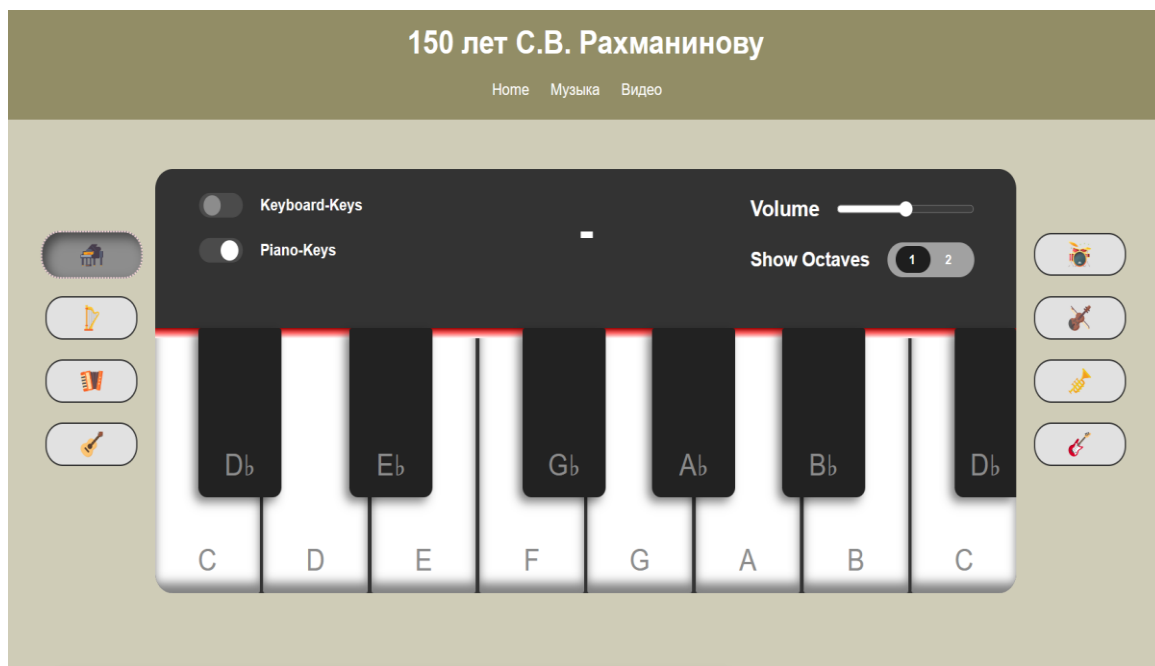 150 лет С.В. Рахманинову
Home Музыка Видео
Keyboard-Keys
Piano-Keys
-
Volume
Show Octaves 1 2
D♭ E♭ G♭ A♭ B♭ D♭
C D E F G A B C